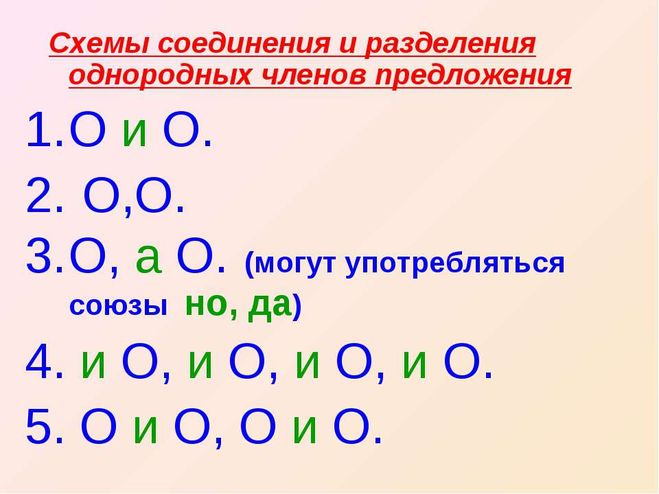 Схемы соединения и разделения
однородных членов предложения
1.О и О.
2. О,О.
3.О, а О. (могут употребляться
союзы но, да)
4. и О, и О, и О, и О.
5. О и О, О и О.